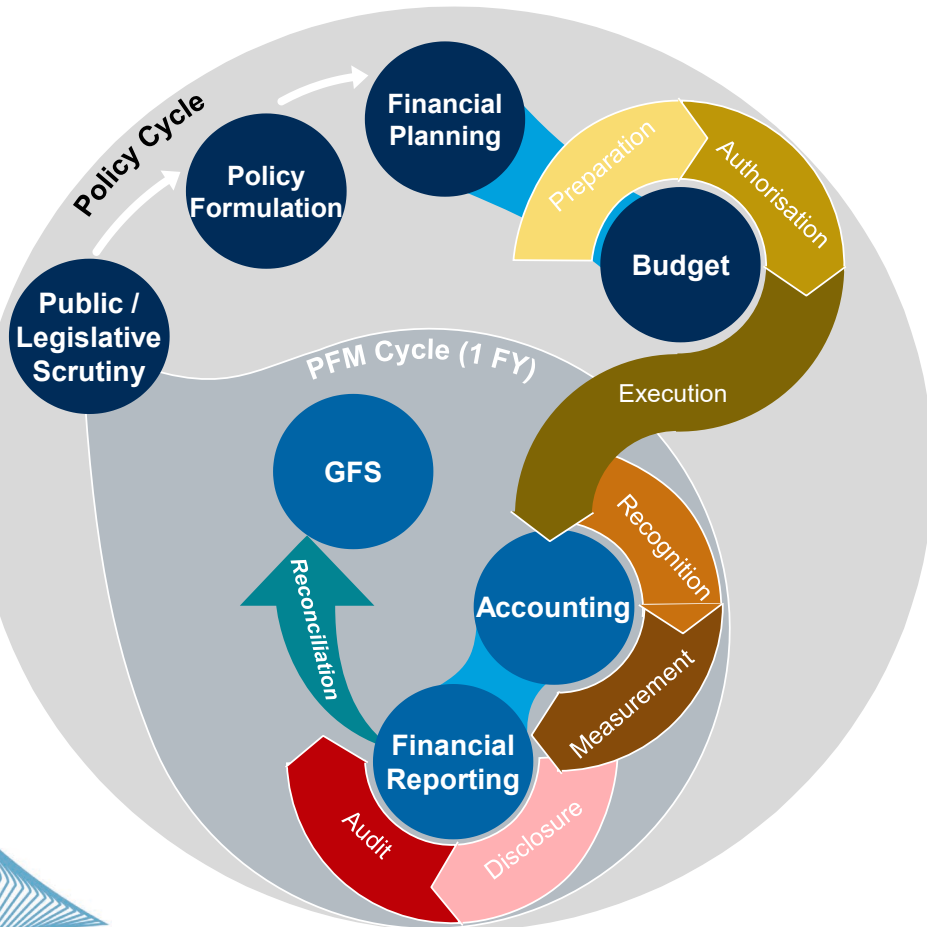 Policy Cycle
Financial
Planning
Policy
Formulation
Public /
Legislative
Scrutiny
Preparation
Authorisation
Budget
Execution
PFM Cycle (1 FY)
GFS
Recognition
Accounting
Measurement
Reconciliation
Financial
Reporting
Disclosure
Audit